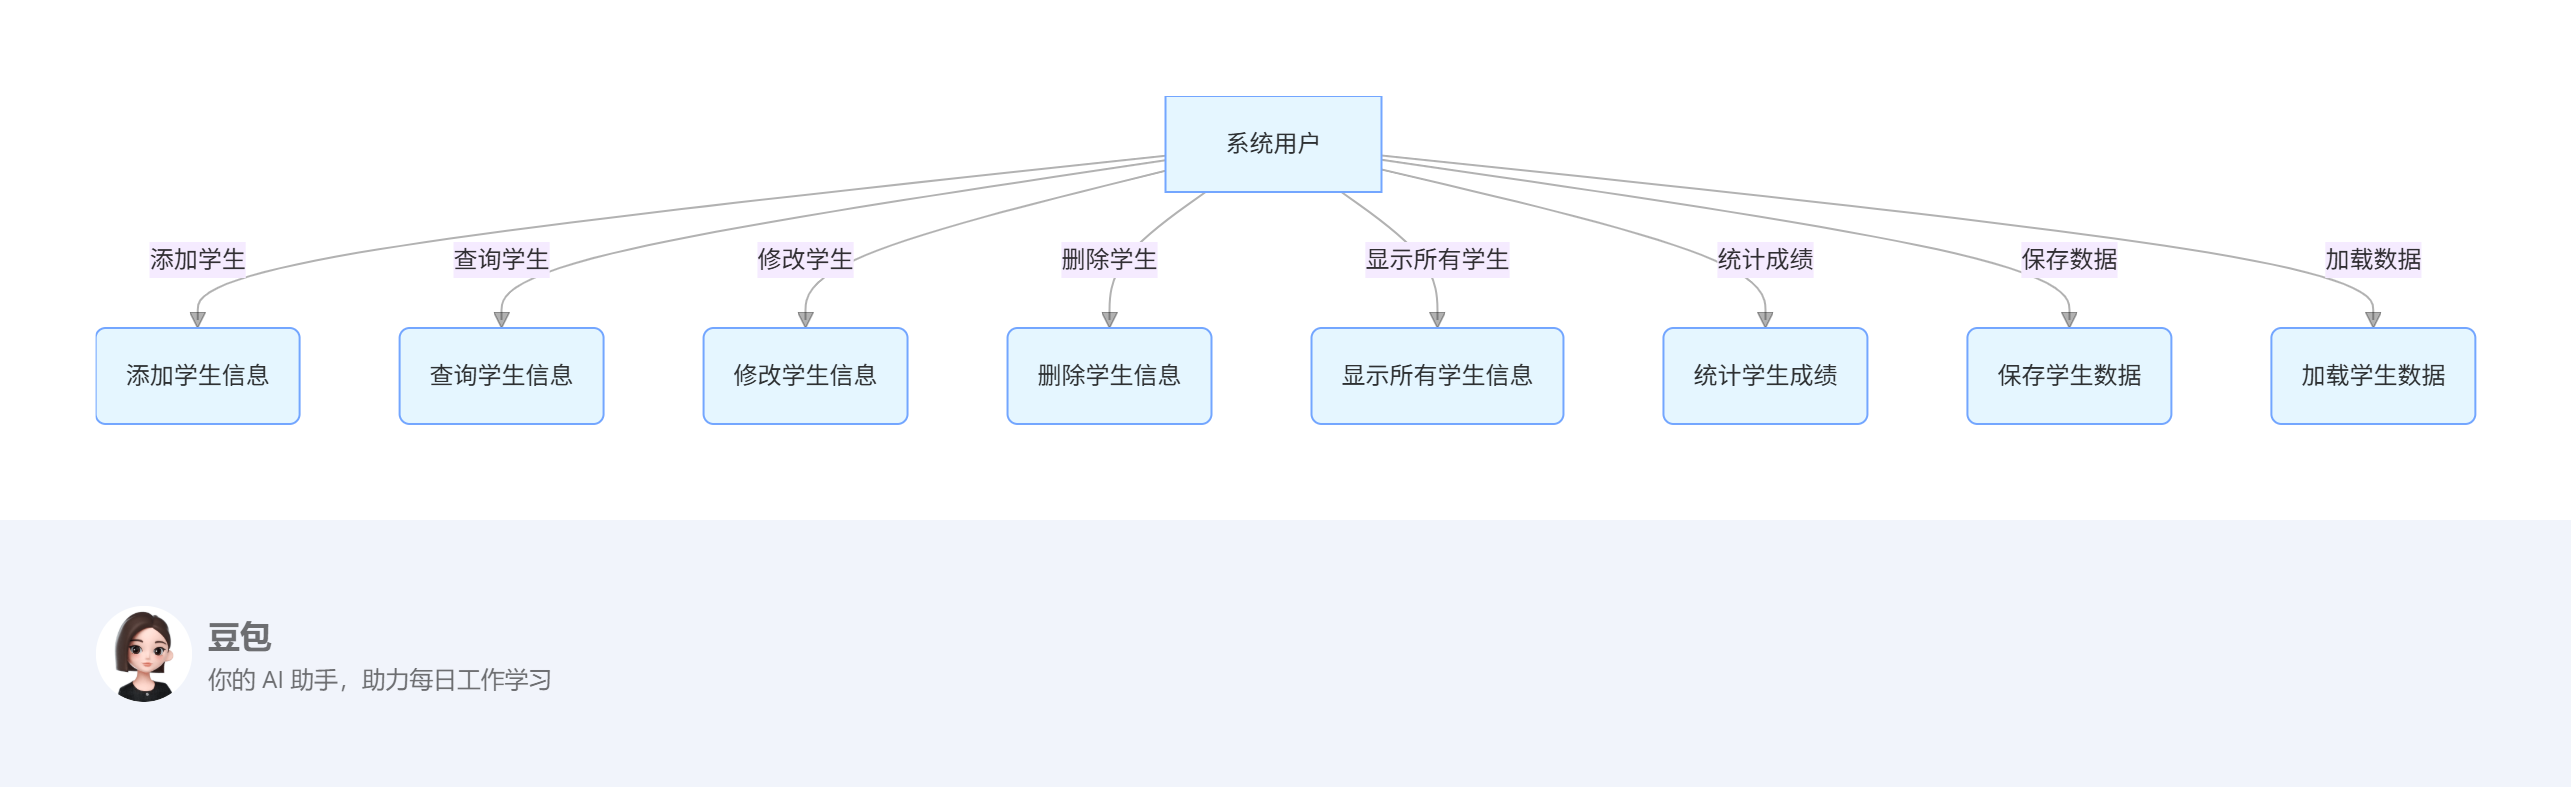 系统用户
添加学生
查询学生
修改学生
删除学生
显示所有学生
统计成绩
保存数据
加载数据
添加学生信息
查询学生信息
修改学生信息
删除学生信息
显示所有学生信息
统计学生成绩
保存学生数据
加载学生数据
豆包
你的 AI 助手，助力每日工作学习